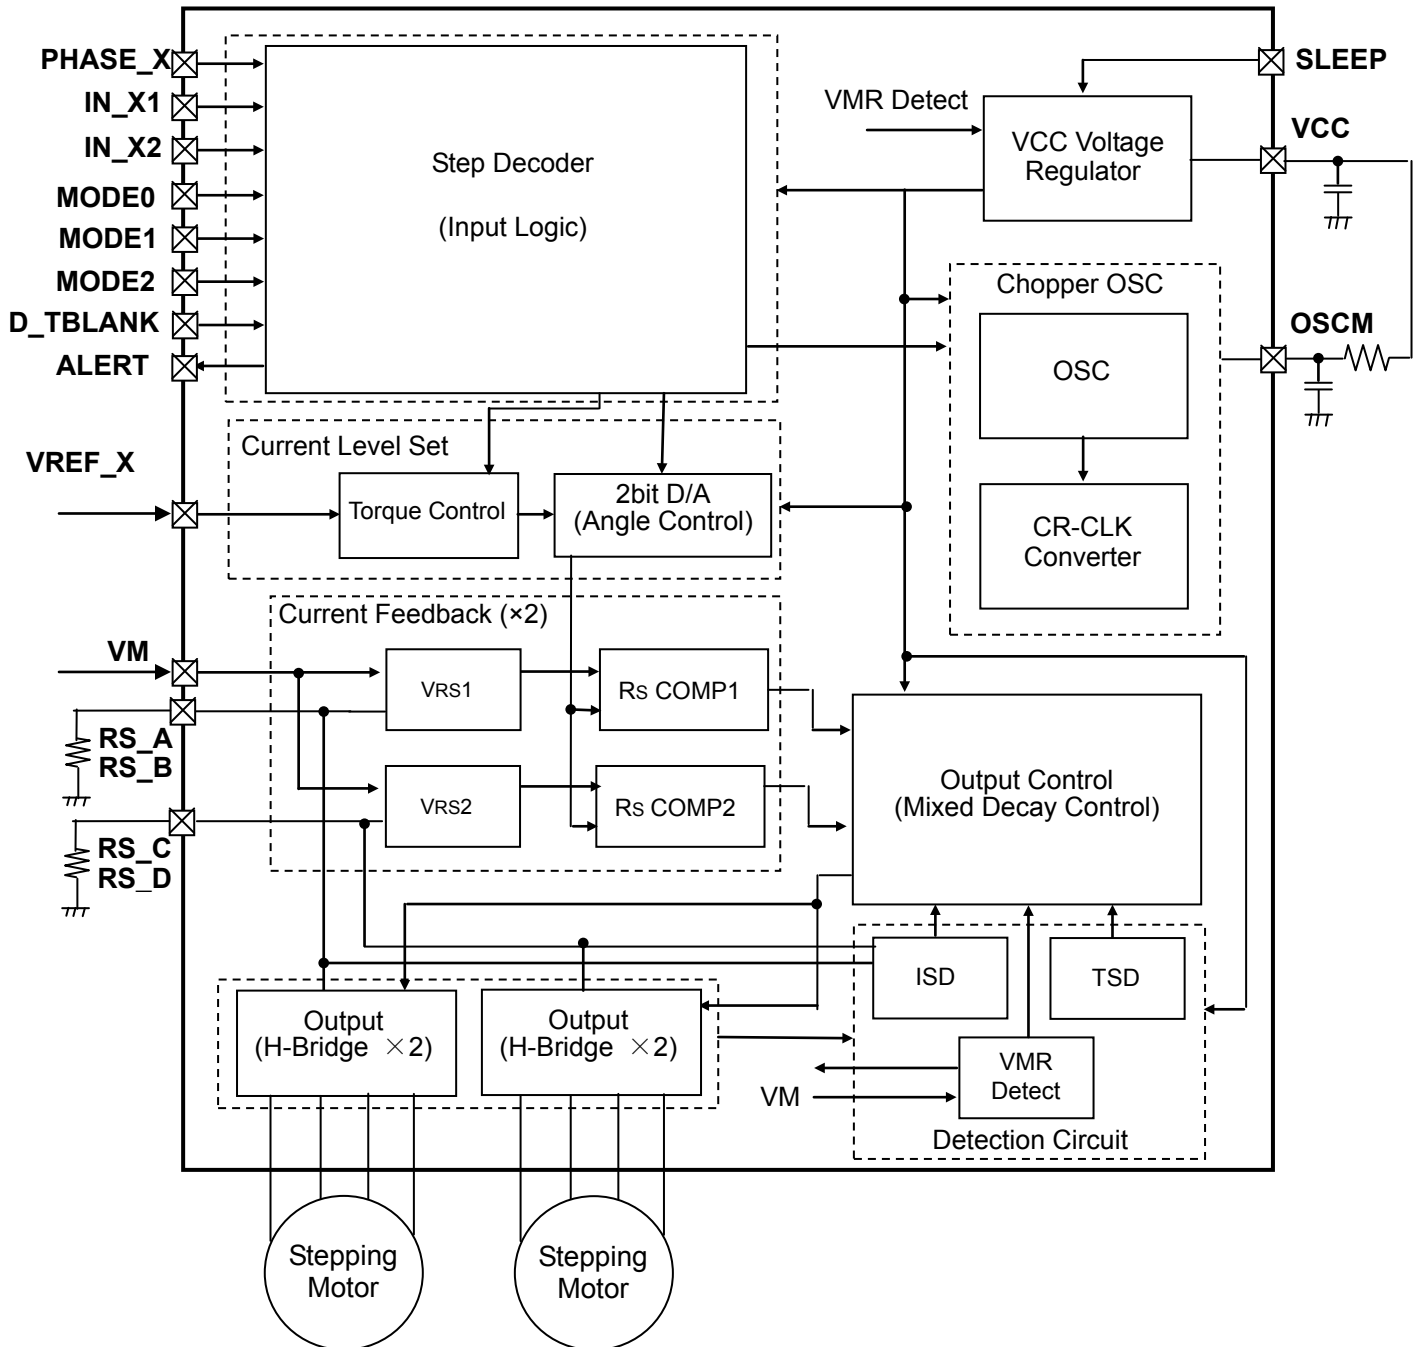 PHASE_X
IN_X1
IN_X2
MODE0
MODE1
MODE2
D_TBLANK
ALERT
Step Decoder
(Input Logic)
VMR Detect
VCC Voltage
Regulator
SLEEP
VCC
Chopper OSC
OSC
CR-CLK
Converter
OSCM
VREF_X
Current Level Set
Torque Control
2bit D/A
(Angle Control)
Current Feedback (×2)
VM
VRS1
RS COMP1
RS_A
RS_B
VRS2
RS COMP2
RS_C
RS_D
Output Control
(Mixed Decay Control)
ISD
TSD
VMR
Detect
VM
Detection Circuit
Output
(H-Bridge ×2)
Output
(H-Bridge ×2)
Stepping
Motor
Stepping
Motor